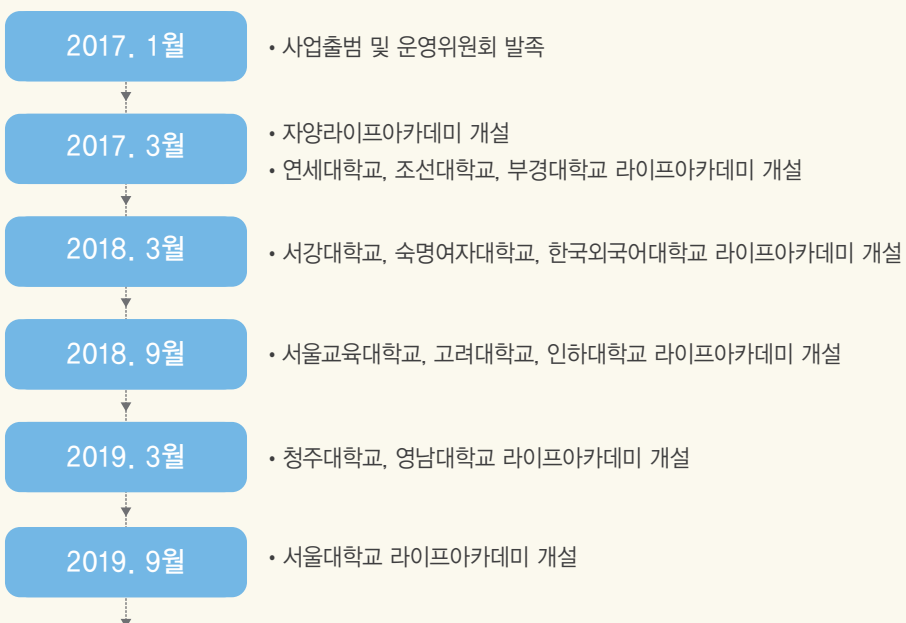 2017. 1월
• 사업출범 및 운영위원회 발족
2017. 3월
• 자양라이프아카데미 개설
• 연세대학교, 조선대학교, 부경대학교 라이프아카데미 개설
2018. 3월
• 서강대학교, 숙명여자대학교, 한국외국어대학교 라이프아카데미 개설
2018. 9월
• 서울교육대학교, 고려대학교, 인하대학교 라이프아카데미 개설
2019. 3월
• 청주대학교, 영남대학교 라이프아카데미 개설
2019. 9월
• 서울대학교 라이프아카데미 개설